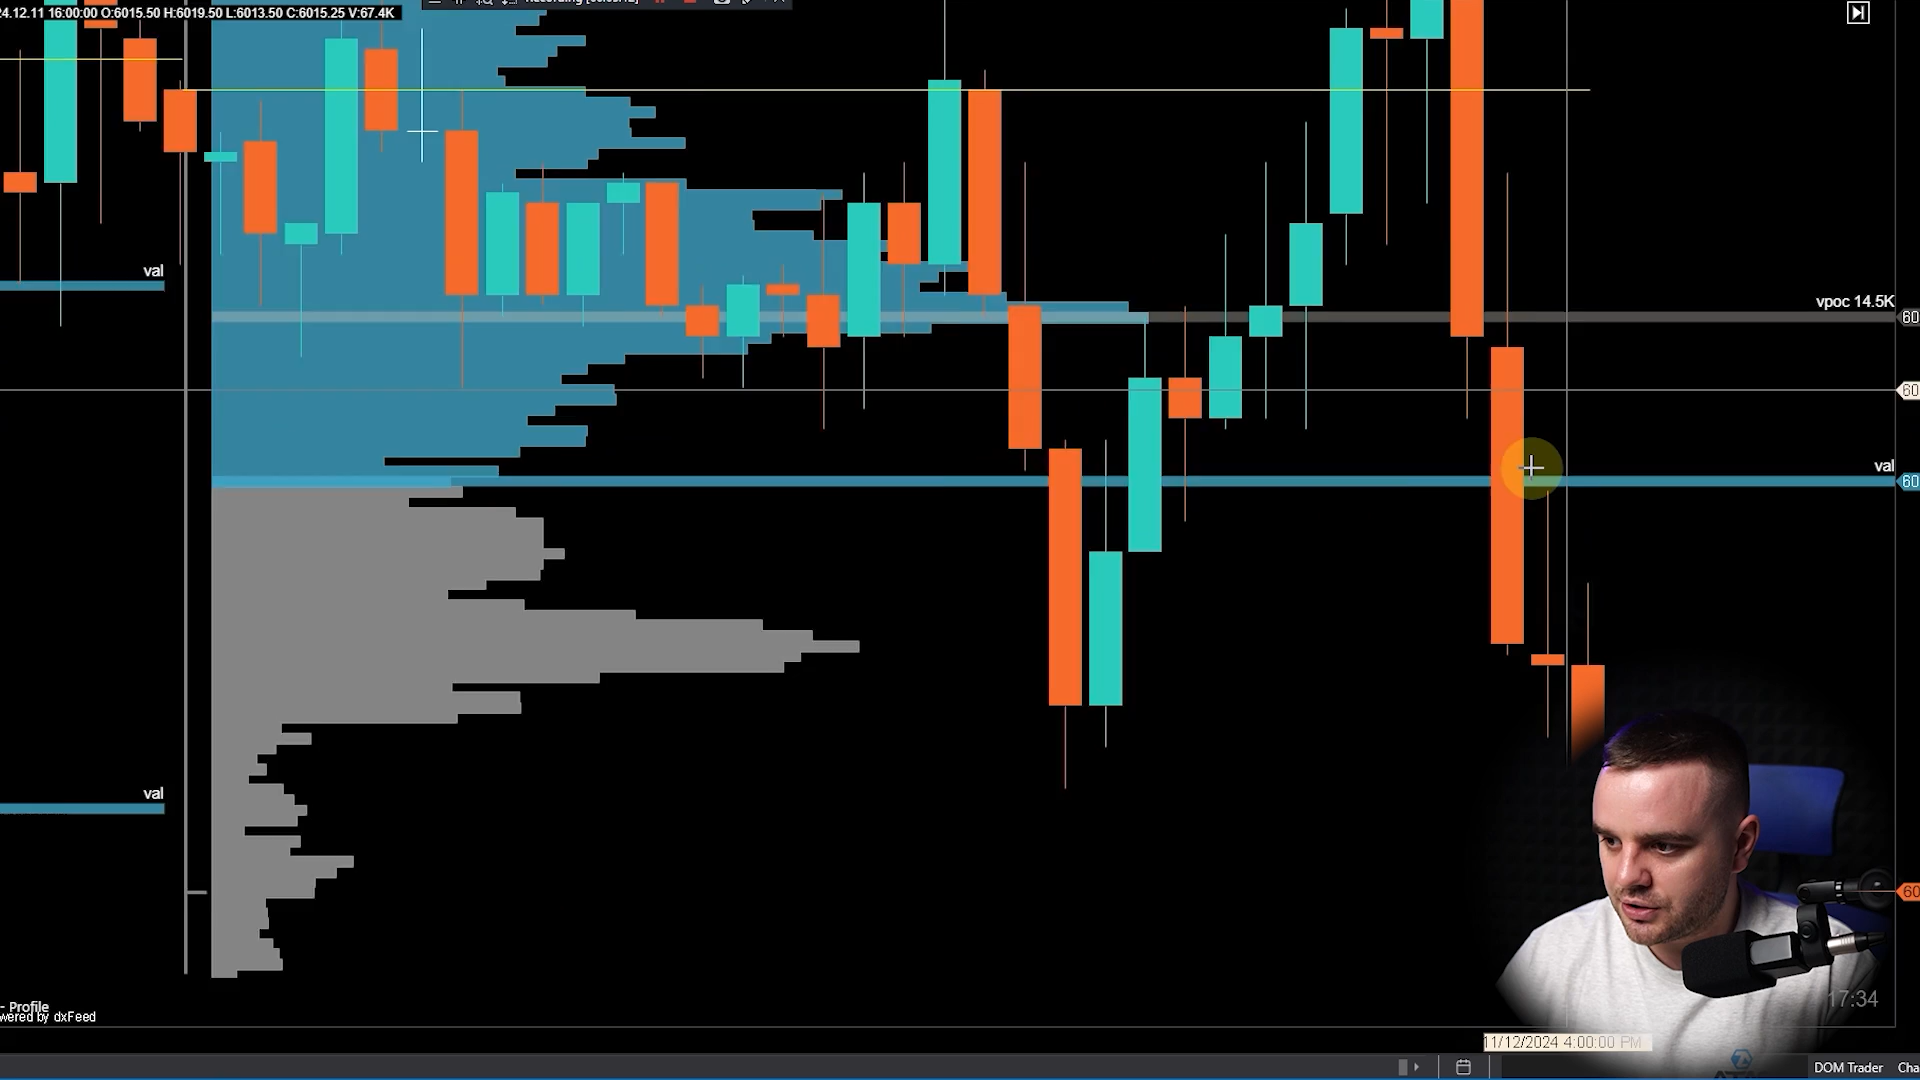 24.12.11 16:00:00 O:6015.50 H:6019.50 L:6013.50 C:6015.25 V:67.4K
val
vpoc 14.5K
60
60
val
60
val
60
- Profile
wered by dxFeed
17:34
11/12/2024 4:00:00 PM
DOM Trader
Cha